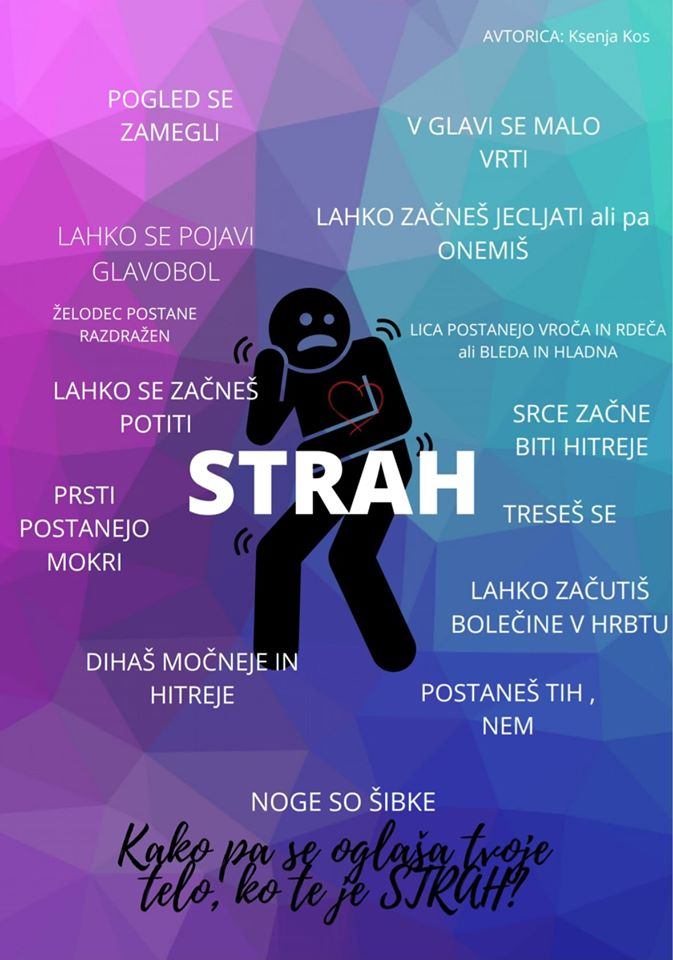 AVTORICA: Ksenja Kos
POGLED SE
ZAMEGLI
V GLAVI SE MALO
VRTI
LAHKO ZAČNEŠ JECLJATI ali pa
ONEMIŠ
LAHKO SE POJAVI
GLAVOBOL
ŽELODEC POSTANE
RAZDRAŽEN
LICA POSTANEJO VROČA IN RDEČA
ali BLEDA IN HLADNA
LAHKO SE ZAČNEŠ
POTITI
SRCE ZAČNE
BITI HITREJE
STRAH
PRSTI
POSTANEJO
MOKRI
TRESEŠ SE
LAHKO ZAČUTIŠ
BOLEČINE V HRBTU
DIHAŠ MOČNEJE IN
HITREJE
POSTANEŠ TIH ,
NEM
NOGE SO ŠIBKE
Kako pa se oglaša tvoje
telo, ko te je STRAH?